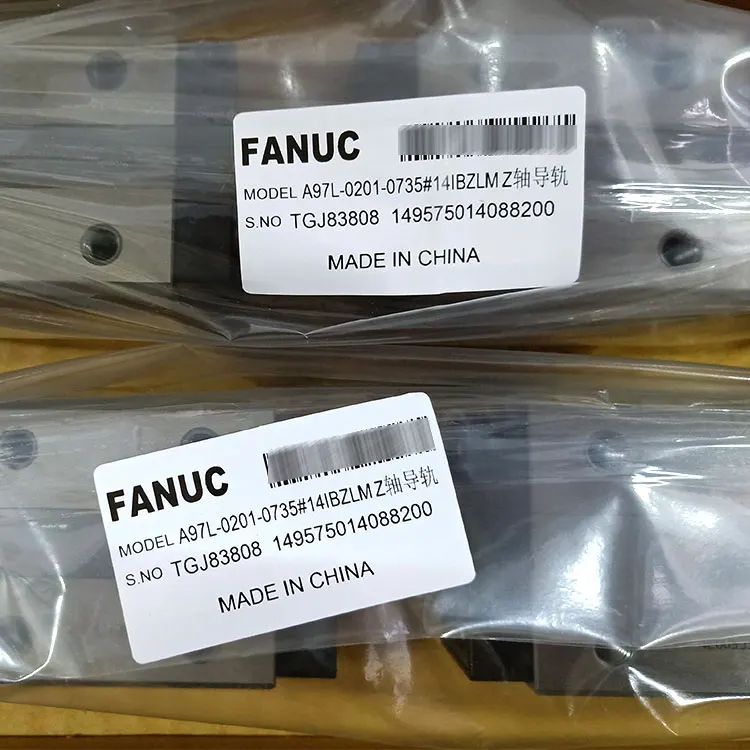 FANUC
MODEL A97L-0201-0735#14IBZLM Z轴导轨
S.NO TGJ83808 149575014088200
MADE IN CHINA
FANUC
MODEL A97L-0201-0735#14IBZLM Z轴导轨
S.NO TGJ83808 149575014088200
MADE IN CHINA